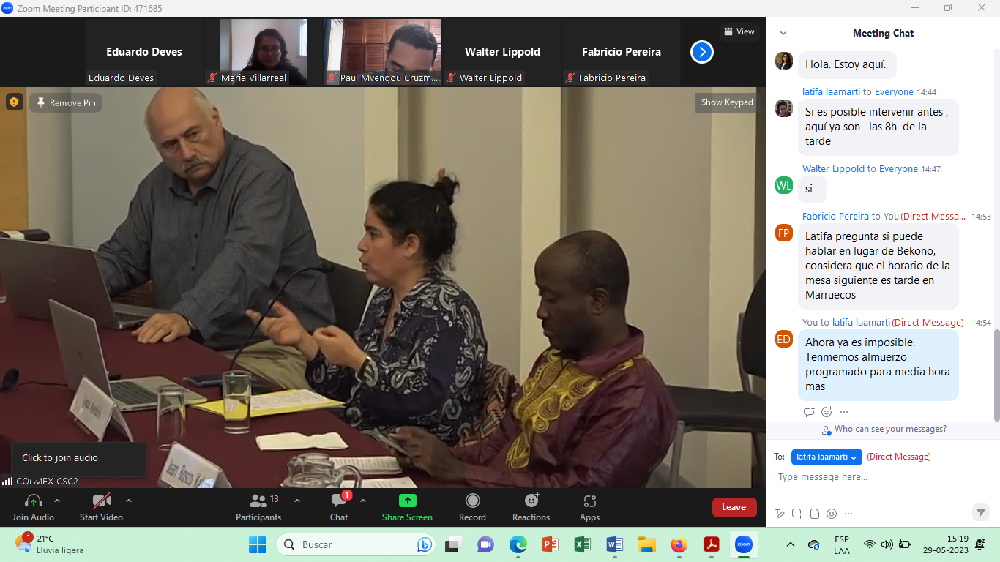 Zoom Meeting Participant ID: 471685
Eduardo Deves
Walter Lippold
Fabricio Pereira
View
Eduardo Deves
Maria Villarreal
Paul Mvengou Cruzm...
Walter Lippold
Fabricio Pereira
Remove Pin
Show Keypad
Jean Bosco
Click to join audio
COLMEX CSC2
Meeting Chat
Hola. Estoy aquí.
latifa laamarti to Everyone 14:44
Si es posible intervenir antes ,
aquí ya son las 8h de la
tarde
Walter Lippold to Everyone 14:47
WL
si
Fabricio Pereira to You (Direct Messa... 14:53
FP
Latifa pregunta si puede
hablar en lugar de Bekono,
considera que el horario de la
mesa siguiente es tarde en
Marruecos
You to latifa laamarti (Direct Message) 14:54
ED
Ahora ya es imposible.
Tenmemos almuerzo
programado para media hora
mas
Who can see your messages?
To: latifa laamarti (Direct Message)
Type message here...
Join Audio
Start Video
13
Participants
1
Chat
Share Screen
Record
Reactions
Apps
Leave
1
21°C
Lluvia ligera
Buscar
zoom
ESP
LAA
15:19
29-05-2023